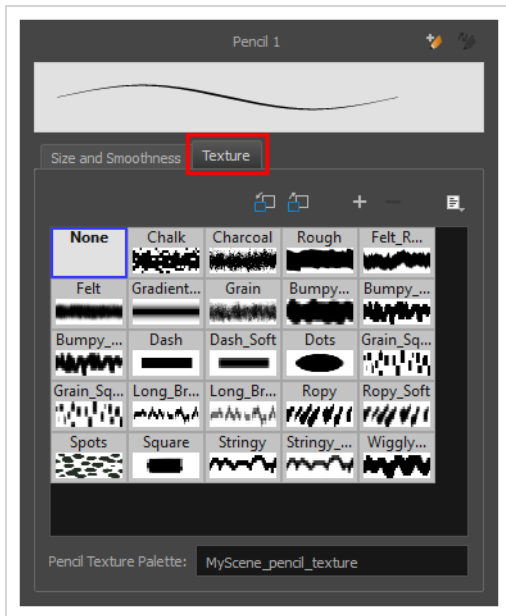 Pencil 1
Size and Smoothness Texture
None Chalk Charcoal Rough Felt_R...
Felt Gradient... Grain Bumpy... Bumpy_...
Bumpy_... Dash Dash_Soft Dots Grain_Sq...
Grain_Sq... Long_Br... Long_Br... Ropy Ropy_Soft
Spots Square Stringy Stringy_... Wiggly...
Pencil Texture Palette: MyScene_pencil_texture